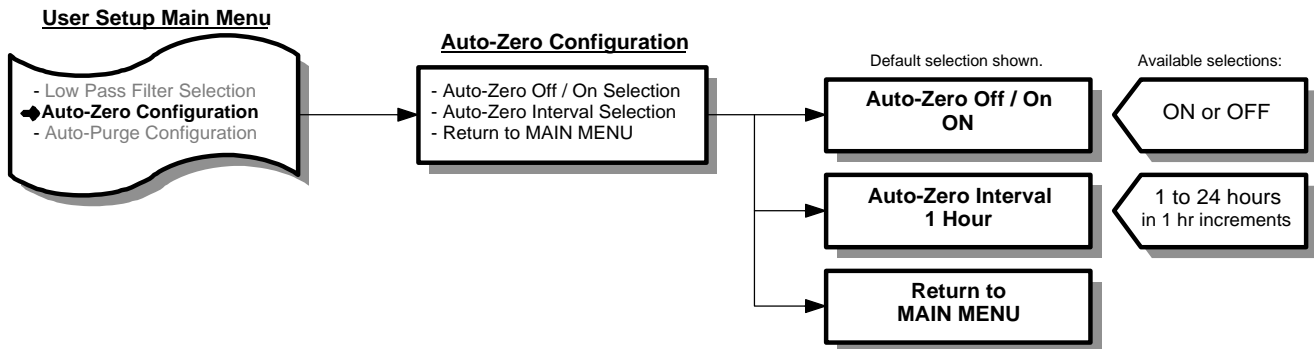 User Setup Main Menu
- Low Pass Filter Selection
Auto-Zero Configuration
- Auto-Purge Configuration
Auto-Zero Configuration
- Auto-Zero Off / On Selection
- Auto-Zero Interval Selection
- Return to MAIN MENU
Default selection shown.
Auto-Zero Off / On
ON
Auto-Zero Interval
1 Hour
Return to
MAIN MENU
Available selections:
ON or OFF
1 to 24 hours
in 1 hr increments